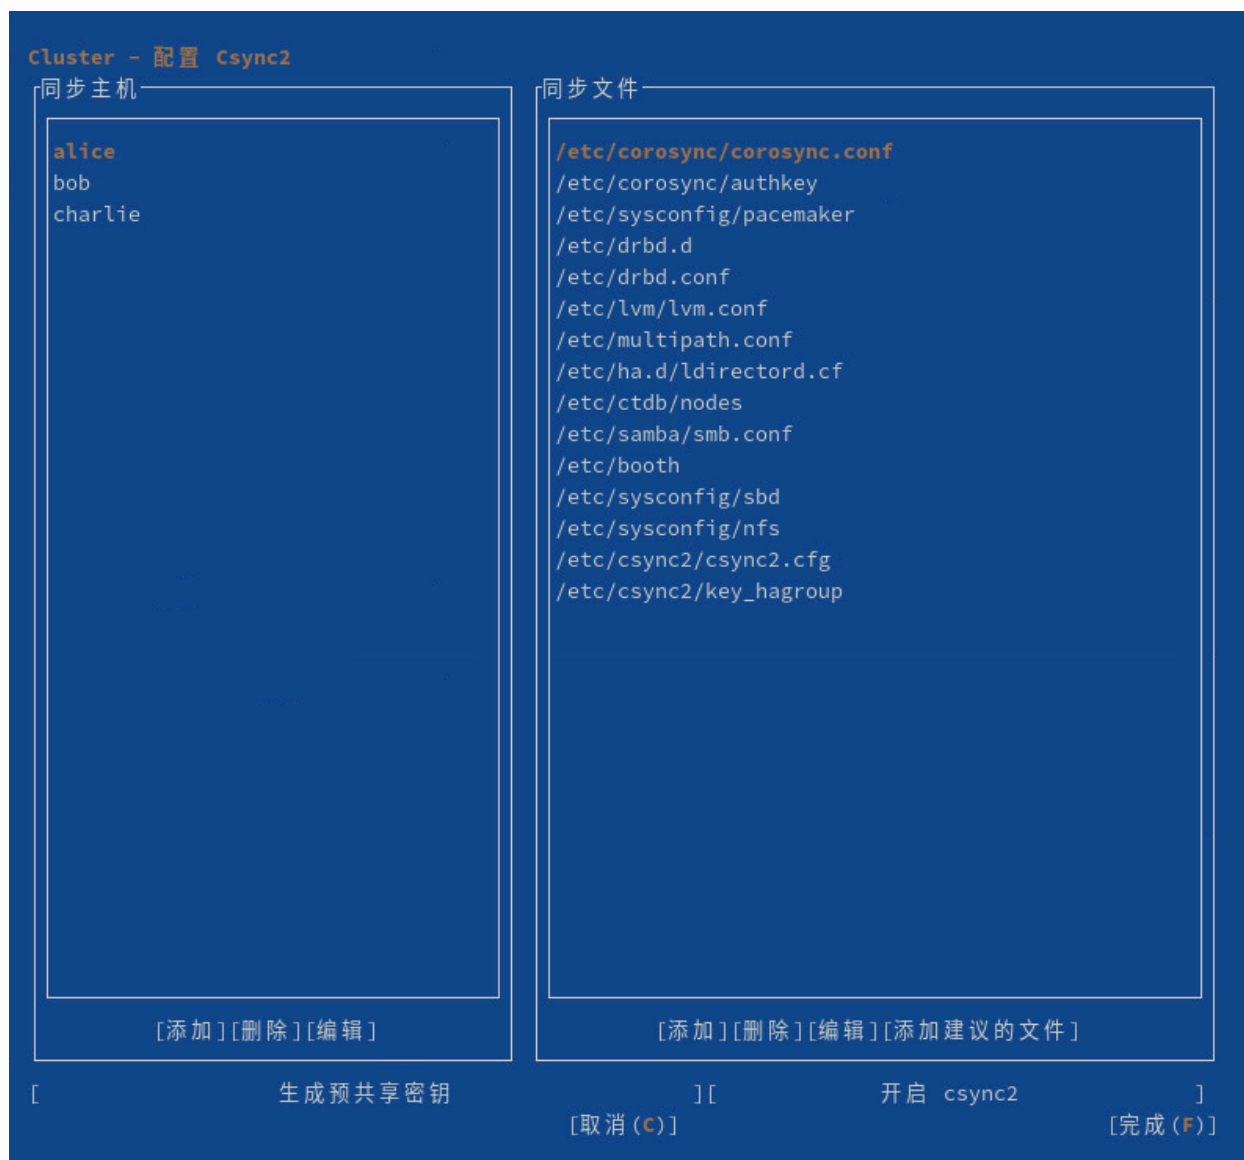 Cluster - 配置 Csync2
同步主机
alice
bob
charlie
[添加][删除][编辑]
同步文件
/etc/corosync/corosync.conf
/etc/corosync/authkey
/etc/sysconfig/pacemaker
/etc/drbd.d
/etc/drbd.conf
/etc/lvm/lvm.conf
/etc/multipath.conf
/etc/ha.d/ldirectord.cf
/etc/ctdb/nodes
/etc/samba/smb.conf
/etc/booth
/etc/sysconfig/sbd
/etc/sysconfig/nfs
/etc/csync2/csync2.cfg
/etc/csync2/key_hagroup
[添加][删除][编辑][添加建议的文件]
[ 生成预共享密钥 ][ 开启 csync2 ]
[取消(C)] [完成(F)]